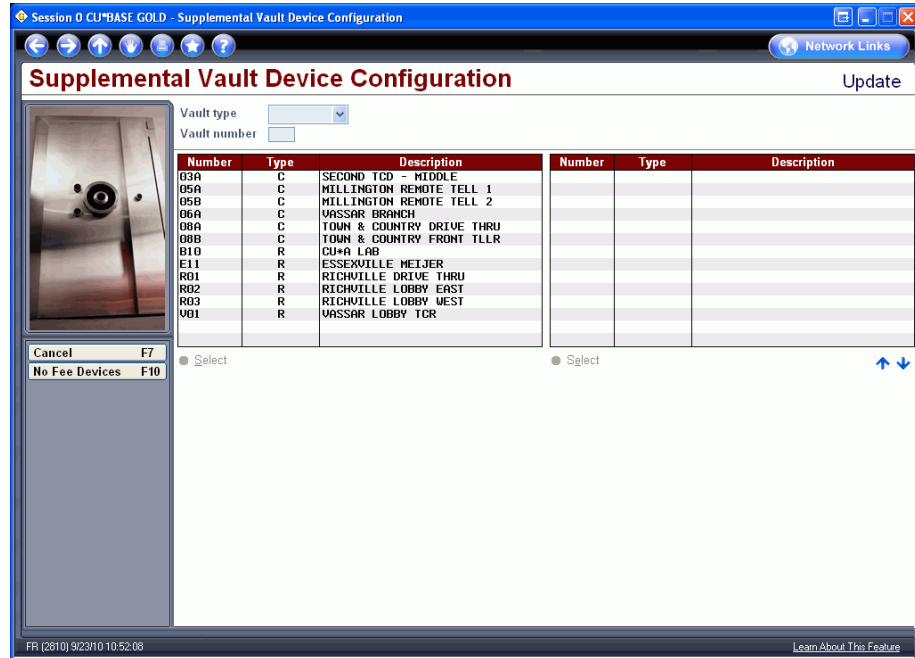 Session 0 CU*BASE GOLD - Supplemental Vault Device Configuration
Network Links
Supplemental Vault Device Configuration
Update
Vault type
Vault number
Number Type Description Number Type Description
03A C SECOND TCD - MIDDLE
05A C MILLINGTON REMOTE TELL 1
05B C MILLINGTON REMOTE TELL 2
06A C VASSAR BRANCH
08A C TOWN & COUNTRY DRIVE THRU
08B C TOWN & COUNTRY FRONT TLLR
B10 R CU*A LAB
E11 R ESSEXVILLE MEIJER
R01 R RICHVILLE DRIVE THRU
R02 R RICHVILLE LOBBY EAST
R03 R RICHVILLE LOBBY WEST
V01 R VASSAR LOBBY TCR
Cancel F7
No Fee Devices F10
Select Select
FR (2810) 9/23/10 10:52:08
Learn About This Feature